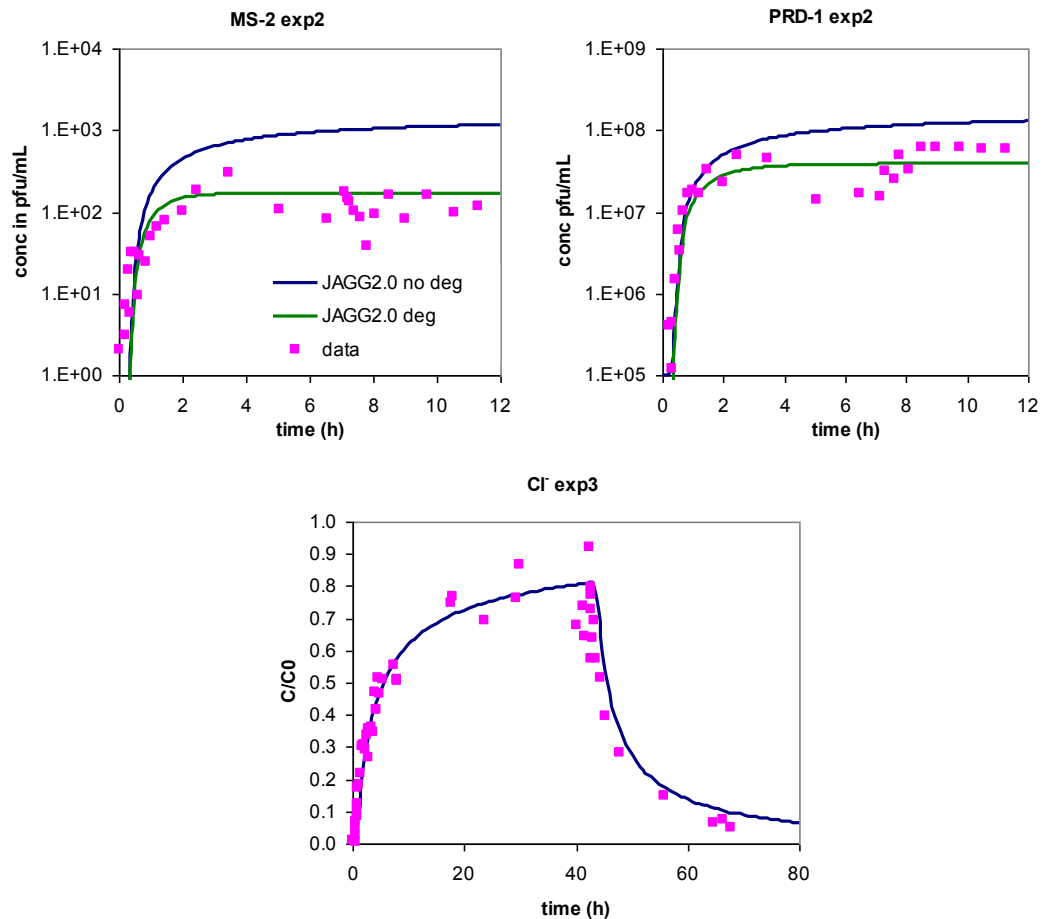 MS-2 exp2
1.E+04
1.E+03
1.E+02
1.E+01
1.E+00
conc in pfu/mL
0 2 4 6 8 10 12
time (h)
JAGG2.0 no deg
JAGG2.0 deg
data
PRD-1 exp2
1.E+09
1.E+08
1.E+07
1.E+06
1.E+05
conc pfu/mL
0 2 4 6 8 10 12
time (h)
Cl⁻ exp3
1.0
0.9
0.8
0.7
0.6
0.5
0.4
0.3
0.2
0.1
0.0
C/C0
0 20 40 60 80
time (h)